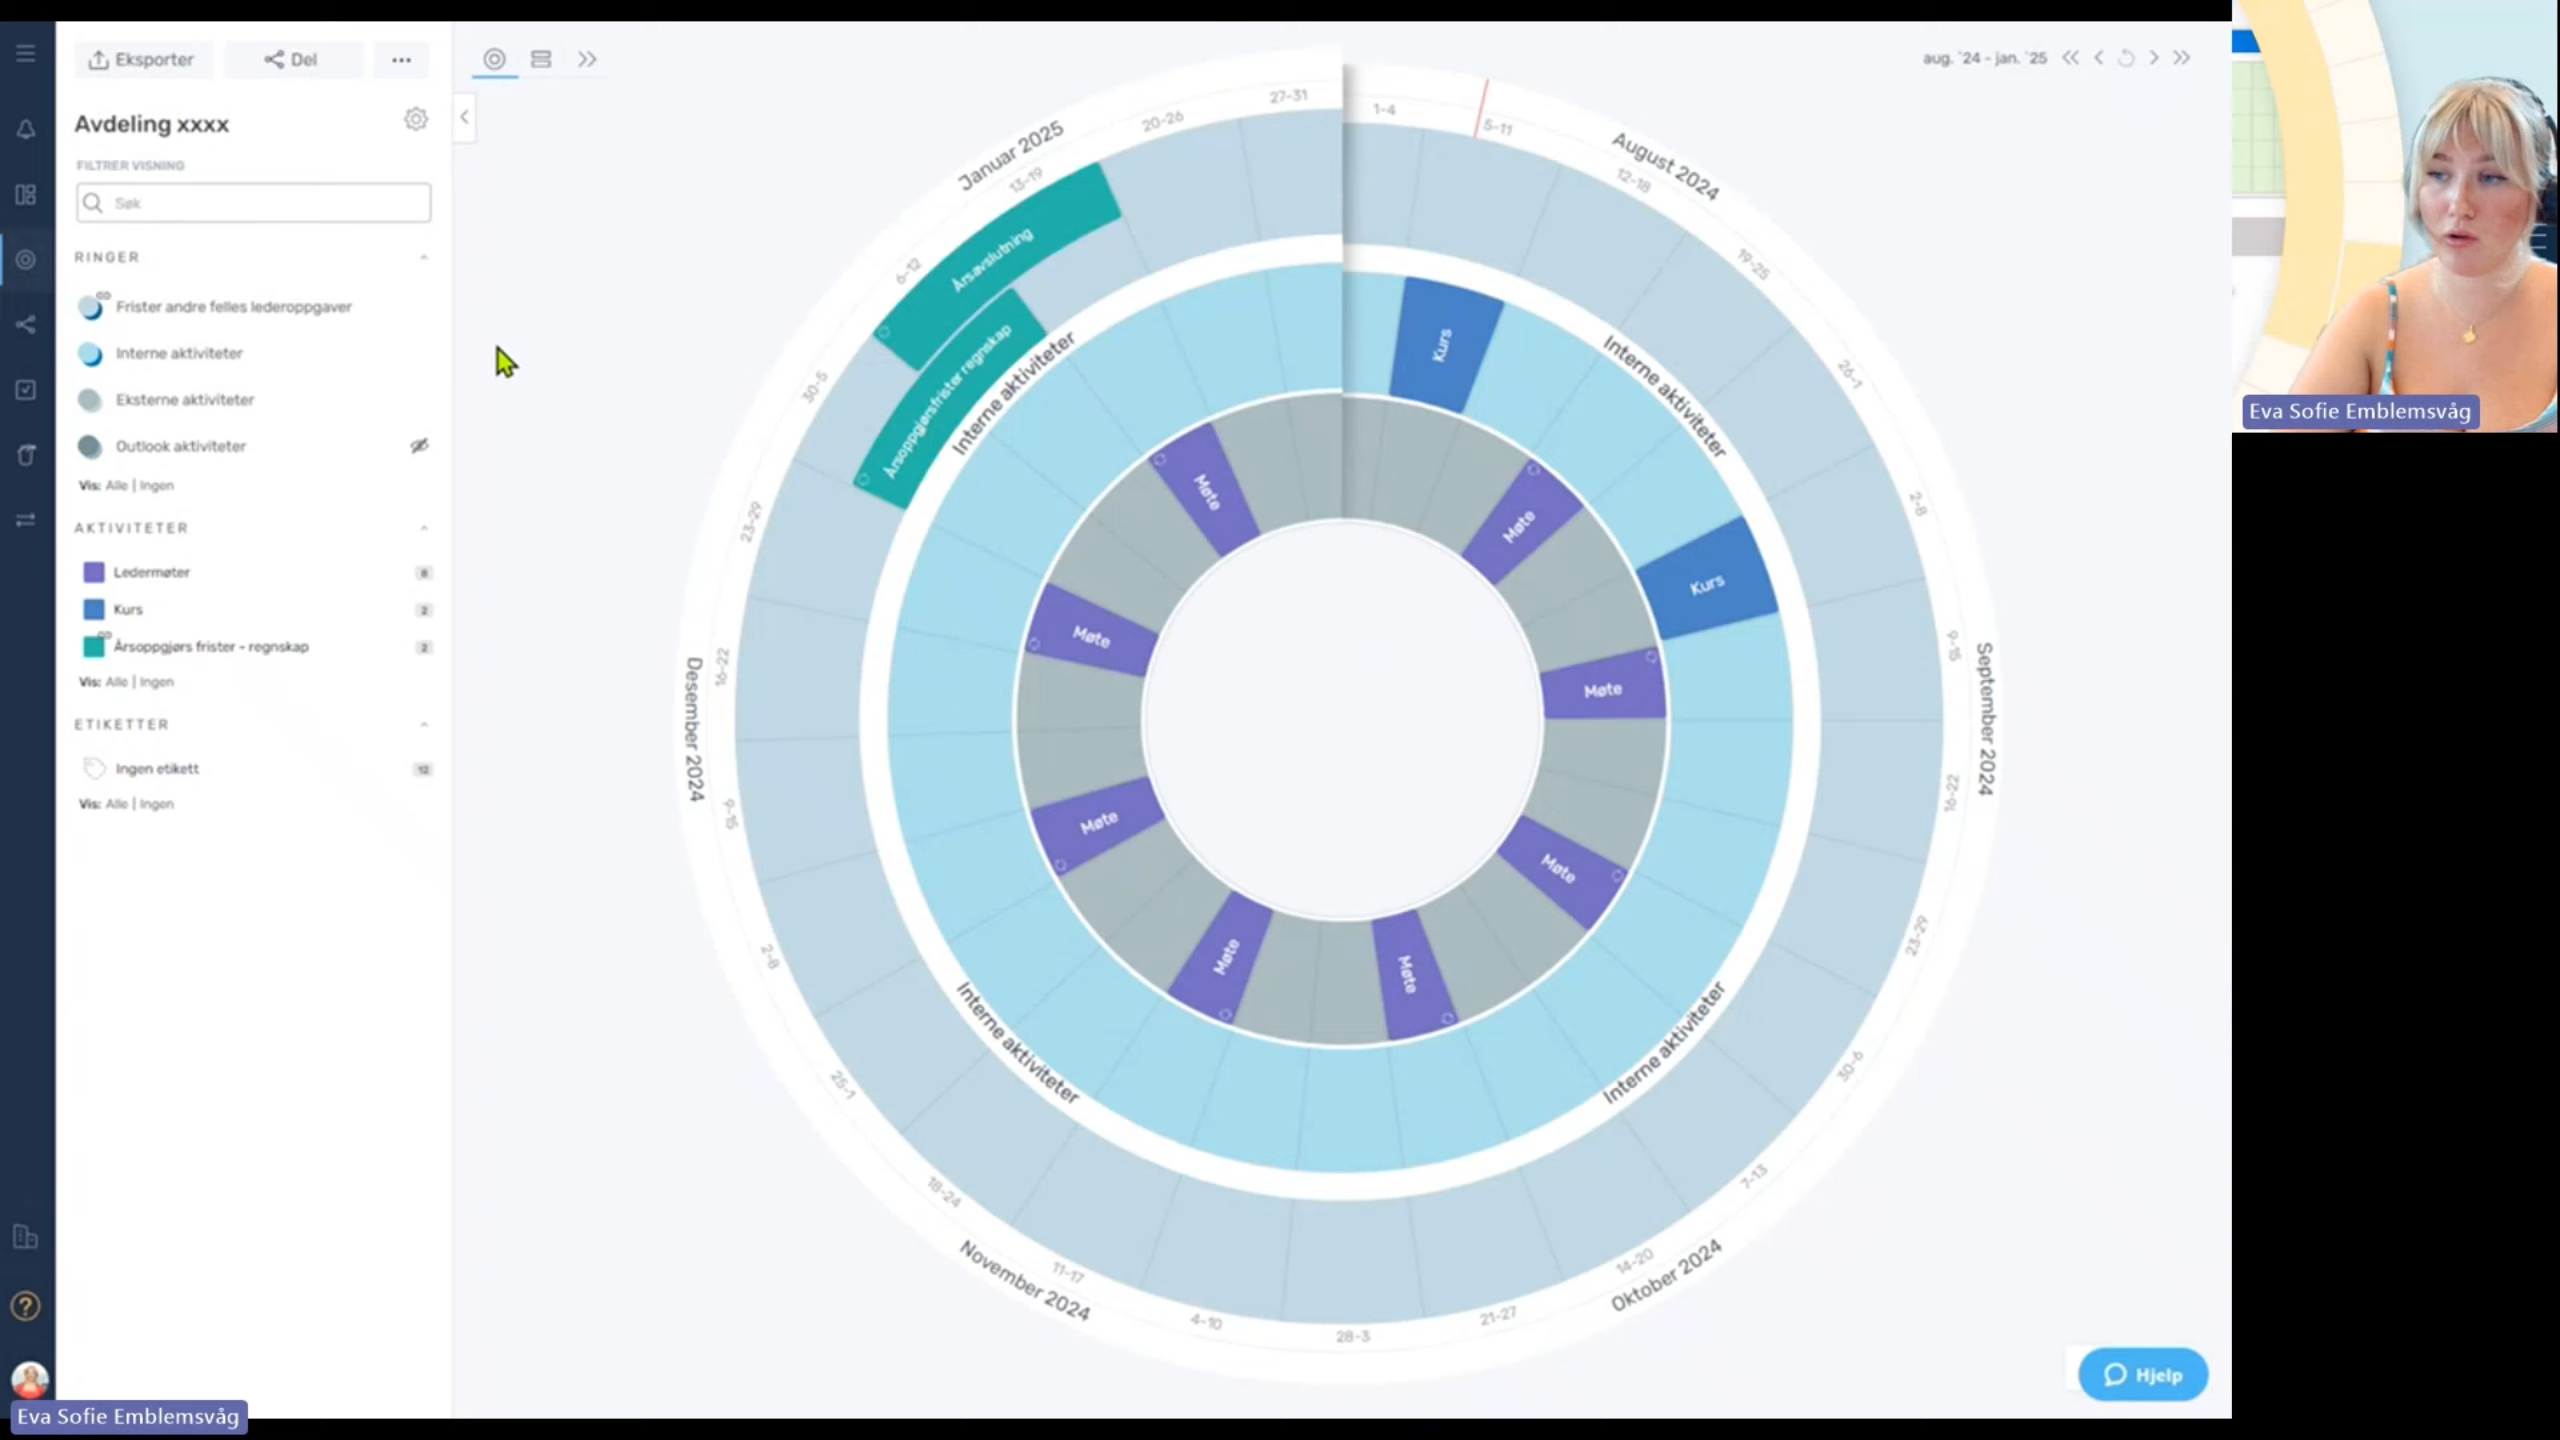 Eksporter
Del
...
Avdeling xxxx
FILTRER VISNING
Søk
RINGER
Frister andre felles lederoppgaver
Interne aktiviteter
Eksterne aktiviteter
Outlook aktiviteter
Vis: Alle | Ingen
AKTIVITETER
Ledermøter 8
Kurs 2
Årsoppgjørs frister - regnskap 2
Vis: Alle | Ingen
ETIKETTER
Ingen etikett 12
Vis: Alle | Ingen
Eva Sofie Emblemsvåg
aug. '24 - jan. '25
August 2024
September 2024
Oktober 2024
November 2024
Desember 2024
Januar 2025
1-4
5-11
12-18
19-25
26-1
2-8
9-15
16-22
23-29
30-6
7-13
14-20
21-27
28-3
4-10
11-17
18-24
25-1
2-8
9-15
16-22
23-29
30-5
6-12
13-19
20-26
27-31
Årsavslutning
Årsoppgjørsfrister regnskap
Interne aktiviteter
Interne aktiviteter
Interne aktiviteter
Interne aktiviteter
Kurs
Kurs
Møte
Møte
Møte
Møte
Møte
Møte
Møte
Møte
Hjelp
Eva Sofie Emblemsvåg